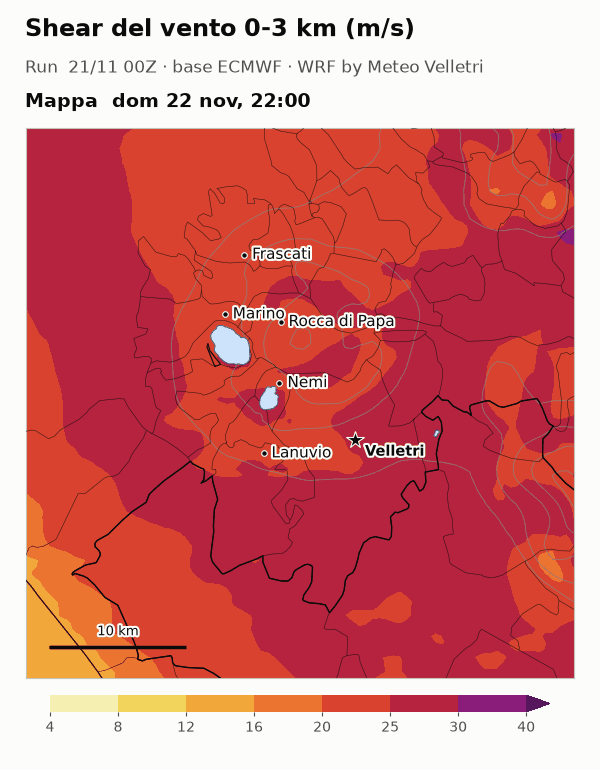 Shear del vento 0-3 km (m/s)
Run  21/11 00Z · base ECMWF · WRF by Meteo Velletri
Mappa  dom 22 nov, 22:00
Frascati
Marino
Rocca di Papa
Nemi
Velletri
Lanuvio
10 km
4 8 12 16 20 25 30 40